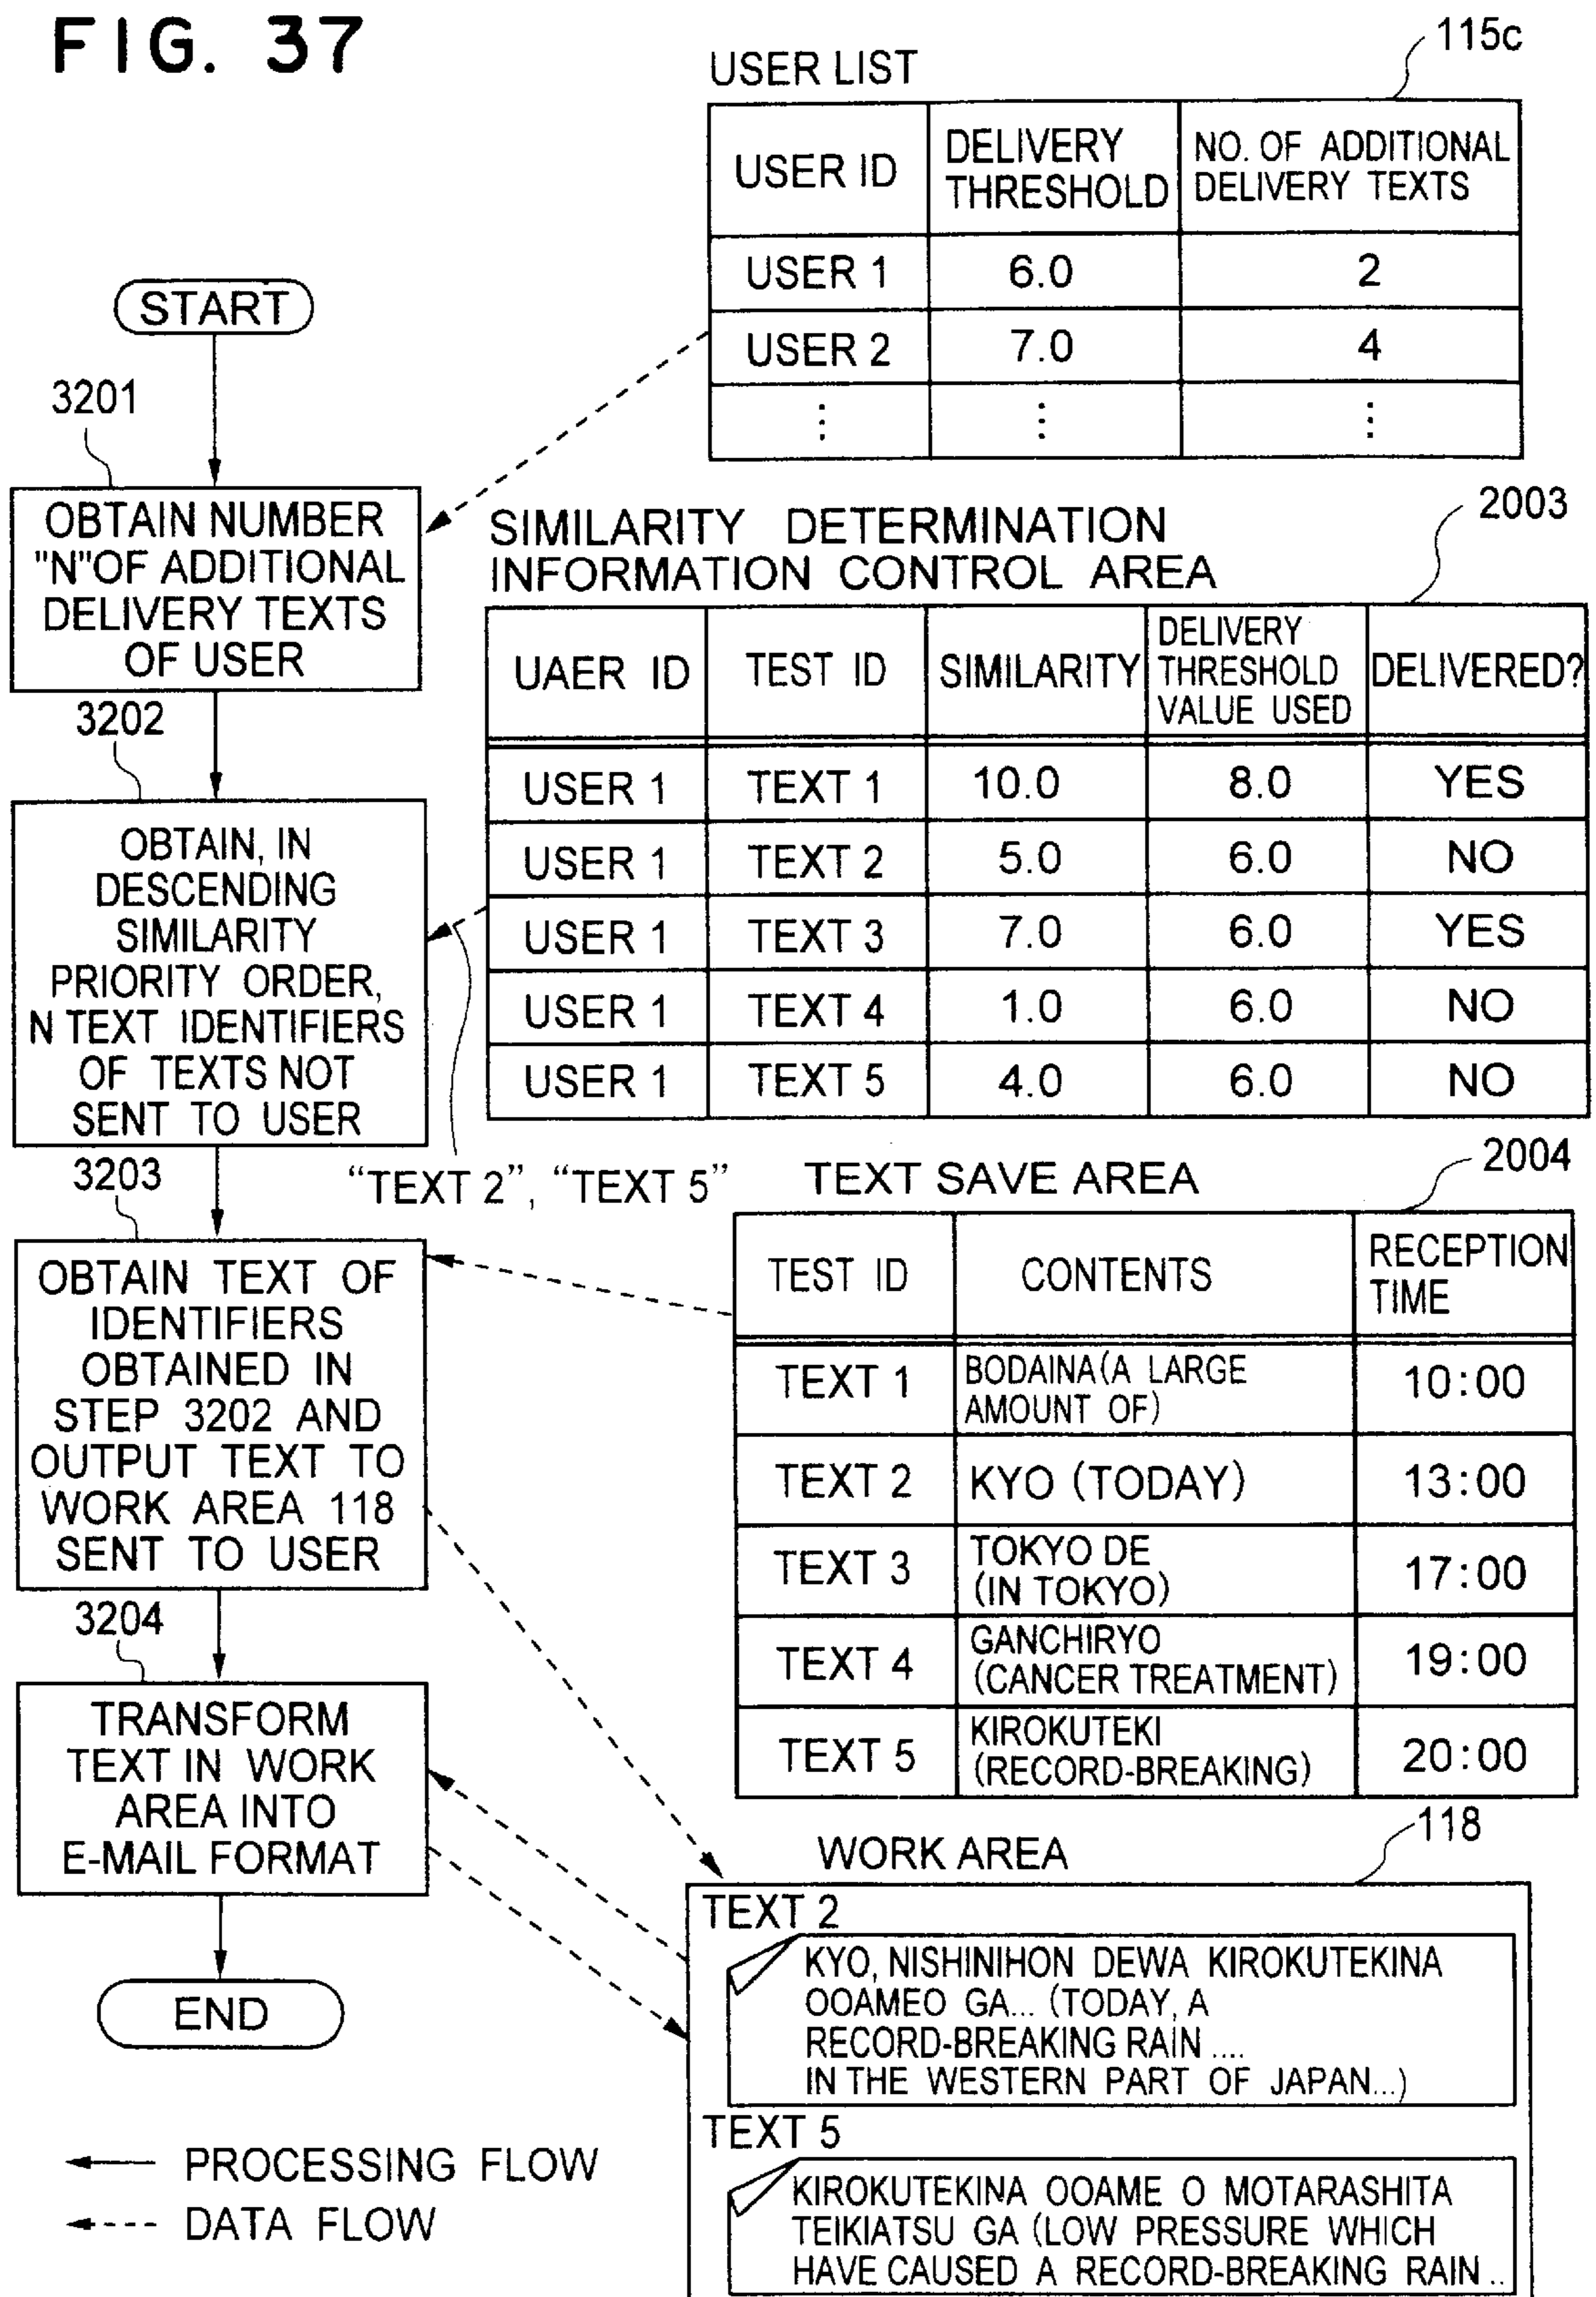 FIG. 37
115c
USER LIST
USER ID
DELIVERY
THRESHOLD
NO. OF ADDITIONAL
DELIVERY TEXTS
USER 1 6.0 2
USER 2 7.0 4
⋮ ⋮ ⋮
START
3201
OBTAIN NUMBER
"N"OF ADDITIONAL
DELIVERY TEXTS
OF USER
3202
OBTAIN, IN
DESCENDING
SIMILARITY
PRIORITY ORDER,
N TEXT IDENTIFIERS
OF TEXTS NOT
SENT TO USER
3203
OBTAIN TEXT OF
IDENTIFIERS
OBTAINED IN
STEP 3202 AND
OUTPUT TEXT TO
WORK AREA 118
SENT TO USER
3204
TRANSFORM
TEXT IN WORK
AREA INTO
E-MAIL FORMAT
END
2003
SIMILARITY DETERMINATION
INFORMATION CONTROL AREA
UAER ID
TEST ID
SIMILARITY
DELIVERY
THRESHOLD
VALUE USED
DELIVERED?
USER 1 TEXT 1 10.0 8.0 YES
USER 1 TEXT 2 5.0 6.0 NO
USER 1 TEXT 3 7.0 6.0 YES
USER 1 TEXT 4 1.0 6.0 NO
USER 1 TEXT 5 4.0 6.0 NO
“TEXT 2”, “TEXT 5”
2004
TEXT SAVE AREA
TEST ID
CONTENTS
RECEPTION
TIME
TEXT 1
BODAINA(A LARGE
AMOUNT OF)
10:00
TEXT 2 KYO (TODAY) 13:00
TEXT 3
TOKYO DE
(IN TOKYO)
17:00
TEXT 4
GANCHIRYO
(CANCER TREATMENT)
19:00
TEXT 5
KIROKUTEKI
(RECORD-BREAKING)
20:00
118
WORK AREA
TEXT 2
KYO, NISHINIHON DEWA KIROKUTEKINA
OOAMEO GA... (TODAY, A
RECORD-BREAKING RAIN ....
IN THE WESTERN PART OF JAPAN...)
TEXT 5
KIROKUTEKINA OOAME O MOTARASHITA
TEIKIATSU GA (LOW PRESSURE WHICH
HAVE CAUSED A RECORD-BREAKING RAIN ..
PROCESSING FLOW
DATA FLOW